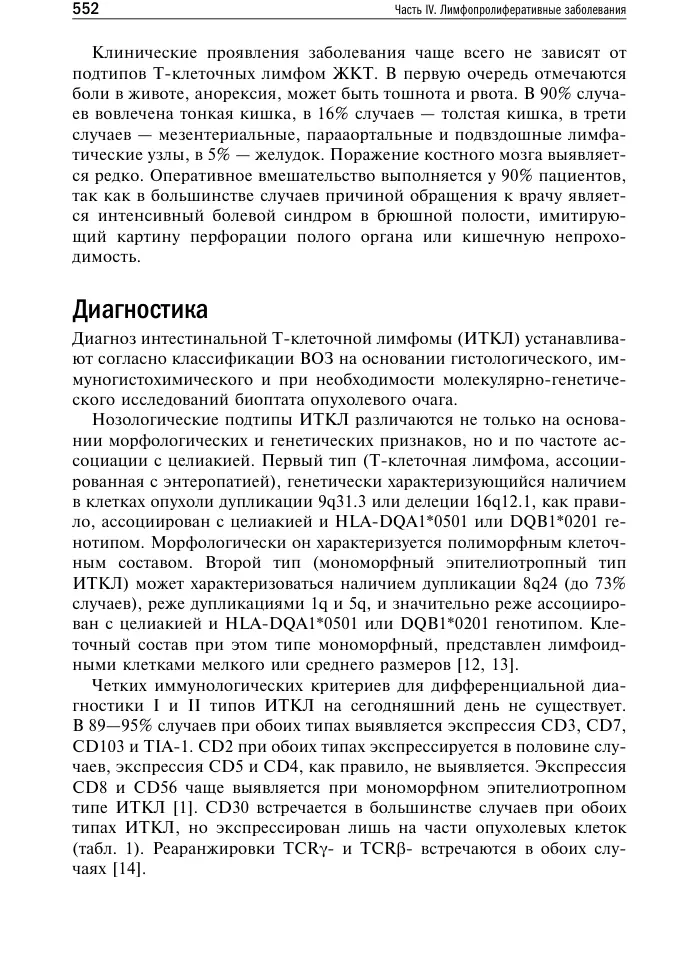 552
Часть IV. Лимфопролиферативные заболевания
Клинические проявления заболевания чаще всего не зависят от
подтипов Т-клеточных лимфом ЖКТ. В первую очередь отмечаются
боли в животе, анорексия, может быть тошнота и рвота. В 90% случа-
ев вовлечена тонкая кишка, в 16% случаев — толстая кишка, в трети
случаев — мезентериальные, парааортальные и подвздошные лимфа-
тические узлы, в 5% — желудок. Поражение костного мозга выявляет-
ся редко. Оперативное вмешательство выполняется у 90% пациентов,
так как в большинстве случаев причиной обращения к врачу являет-
ся интенсивный болевой синдром в брюшной полости, имитирую-
щий картину перфорации полого органа или кишечную непрохо-
димость.
Диагностика
Диагноз интестинальной Т-клеточной лимфомы (ИТКЛ) устанавлива-
ют согласно классификации ВОЗ на основании гистологического, им-
муногистохимического и при необходимости молекулярно-генетиче-
ского исследований биоптата опухолевого очага.
Нозологические подтипы ИТКЛ различаются не только на основа-
нии морфологических и генетических признаков, но и по частоте ас-
социации с целиакией. Первый тип (Т-клеточная лимфома, ассоции-
рованная с энтеропатией), генетически характеризующийся наличием
в клетках опухоли дупликации 9q31.3 или делеции 16q12.1, как прави-
ло, ассоциирован с целиакией и HLA-DQA1*0501 или DQB1*0201 ге-
нотипом. Морфологически он характеризуется полиморфным клеточ-
ным составом. Второй тип (мономорфный эпителиотропный тип
ИТКЛ) может характеризоваться наличием дупликации 8q24 (до 73%
случаев), реже дупликациями 1q и 5q, и значительно реже ассоцииро-
ван с целиакией и HLA-DQA1*0501 или DQB1*0201 генотипом. Кле-
точный состав при этом типе мономорфный, представлен лимфоид-
ными клетками мелкого или среднего размеров [12, 13].
Четких иммунологических критериев для дифференциальной диа-
гностики I и II типов ИТКЛ на сегодняшний день не существует.
В 89—95% случаев при обоих типах выявляется экспрессия CD3, CD7,
CD103 и TIA-1. CD2 при обоих типах экспрессируется в половине слу-
чаев, экспрессия CD5 и CD4, как правило, не выявляется. Экспрессия
CD8 и CD56 чаще выявляется при мономорфном эпителиотропном
типе ИТКЛ [1]. CD30 встречается в большинстве случаев при обоих
типах ИТКЛ, но экспрессирован лишь на части опухолевых клеток
(табл. 1). Реаранжировки TCRγ- и TCRβ- встречаются в обоих слу-
чаях [14].